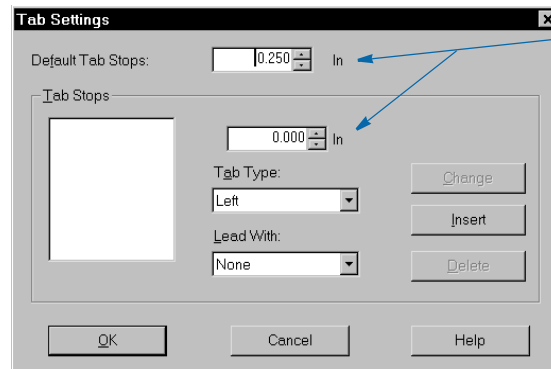 Tab Settings
Default Tab Stops: 0.250 In
Tab Stops
0.000 In
Tab Type:
Left
Lead With:
None
Change
Insert
Delete
OK Cancel Help